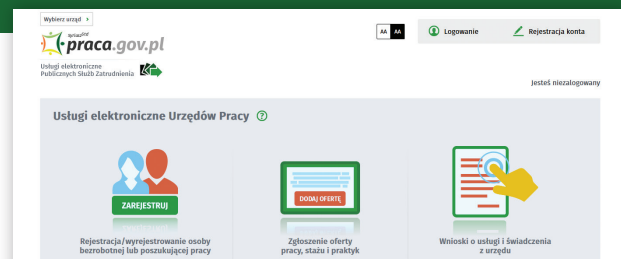 Wybierz urząd >
praca.gov.pl
Usługi elektroniczne
Publicznych Służb Zatrudnienia
AA AA
Logowanie
Rejestracja konta
Jesteś niezalogowany
Usługi elektroniczne Urzędów Pracy ?
ZAREJESTRUJ
Rejestracja/wyrejestrowanie osoby
bezrobotnej lub poszukującej pracy
DODAJ OFERTĘ
Zgłoszenie oferty
pracy, stażu i praktyk
Wnioski o usługi i świadczenia
z urzędu